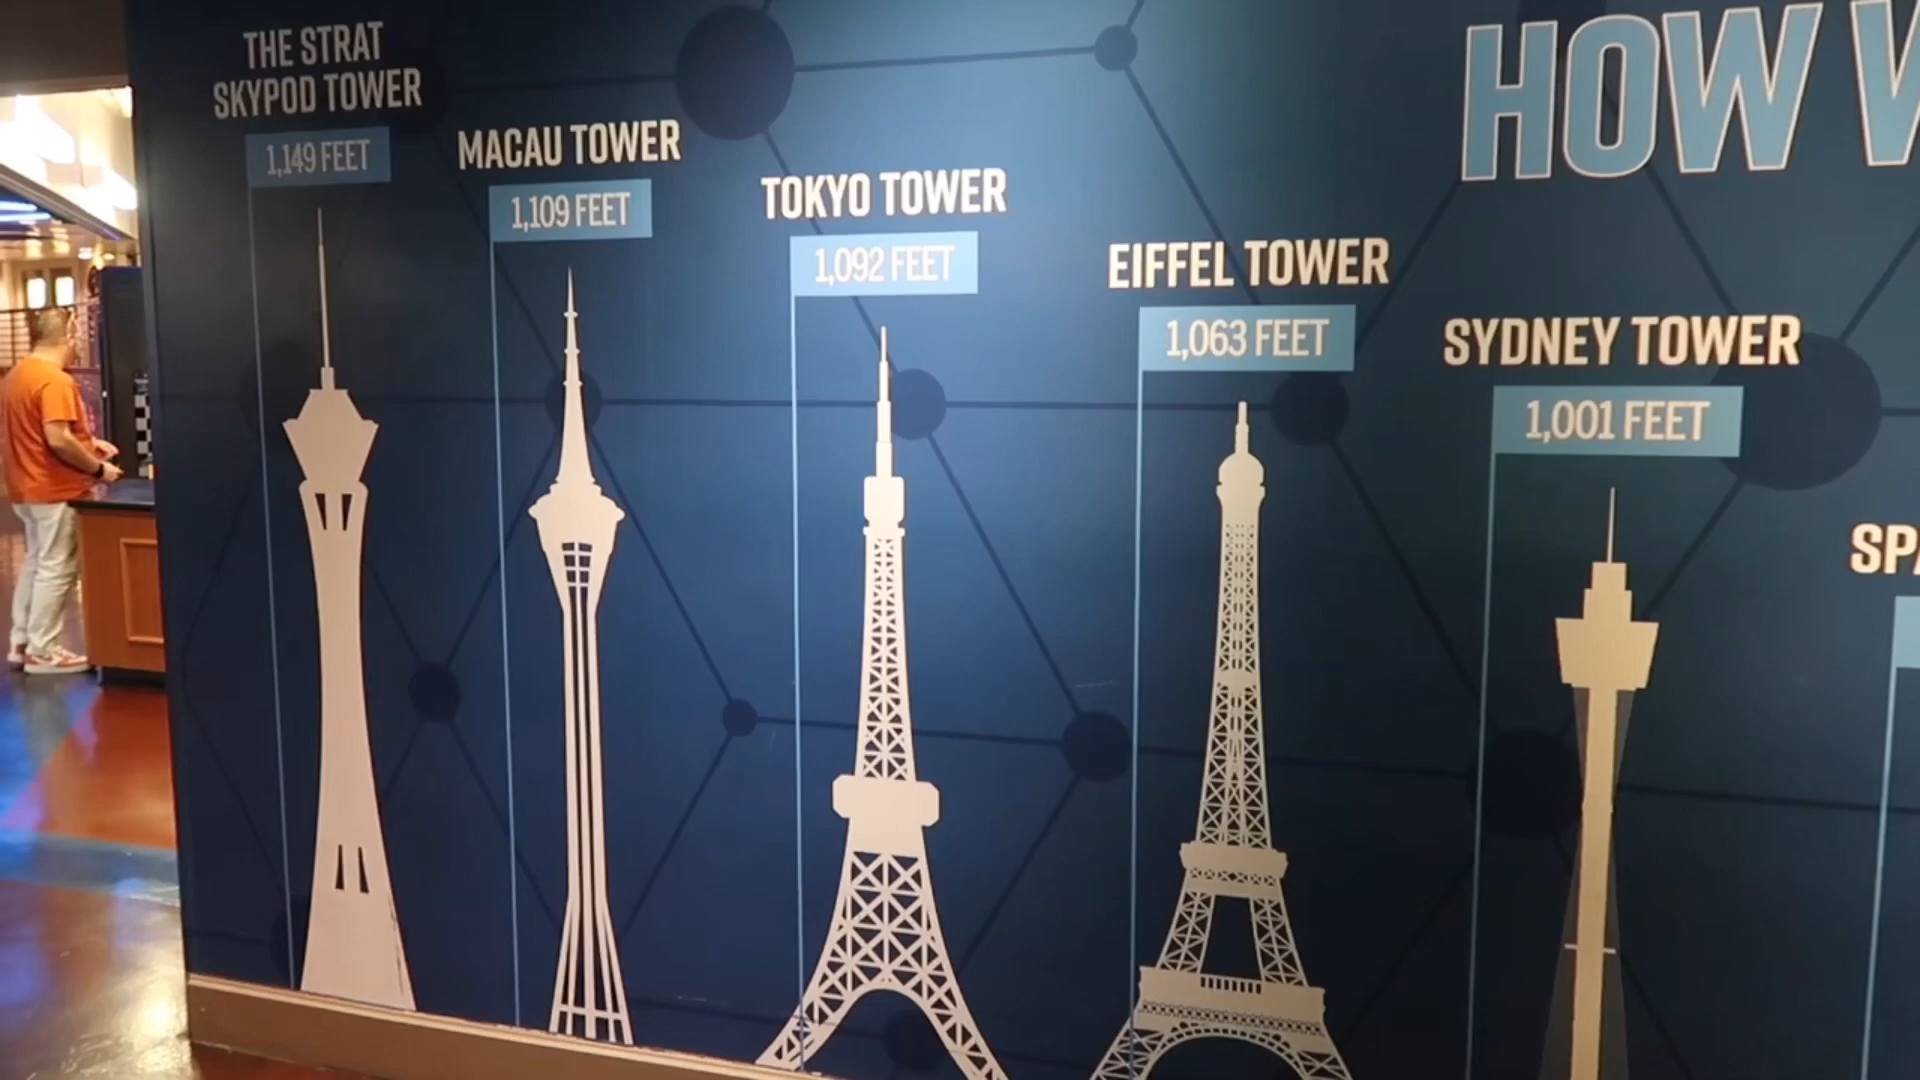 THE STRAT
SKYPOD TOWER
1,149 FEET
MACAU TOWER
1,109 FEET
TOKYO TOWER
1,092 FEET
EIFFEL TOWER
1,063 FEET
HOW
SYDNEY TOWER
1,001 FEET